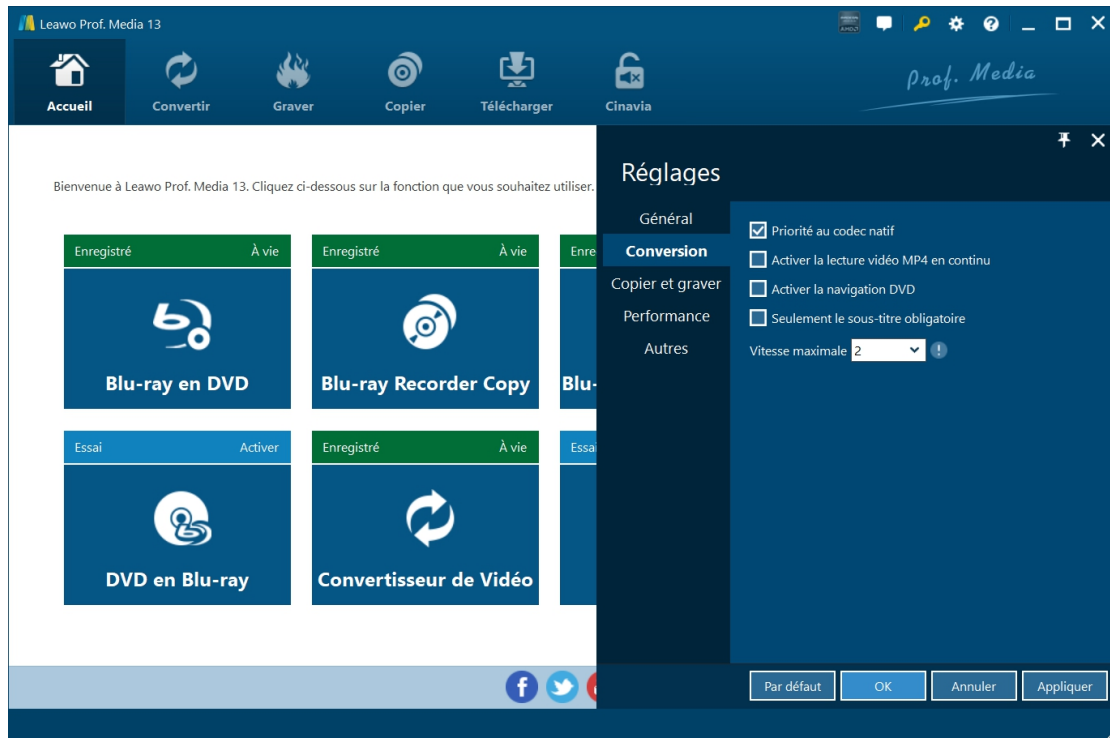 Leawo Prof. Media 13
Accueil
Convertir
Graver
Copier
Télécharger
Cinavia
Prof. Media
Bienvenue à Leawo Prof. Media 13. Cliquez ci-dessous sur la fonction que vous souhaitez utiliser.
Enregistré À vie
Blu-ray en DVD
Enregistré À vie
Blu-ray Recorder Copy
Enre
Blu-
Essai Activer
DVD en Blu-ray
Enregistré À vie
Convertisseur de Vidéo
Essai
Réglages
Général
Conversion
Copier et graver
Performance
Autres
Priorité au codec natif
Activer la lecture vidéo MP4 en continu
Activer la navigation DVD
Seulement le sous-titre obligatoire
Vitesse maximale 2
Par défaut
OK
Annuler
Appliquer